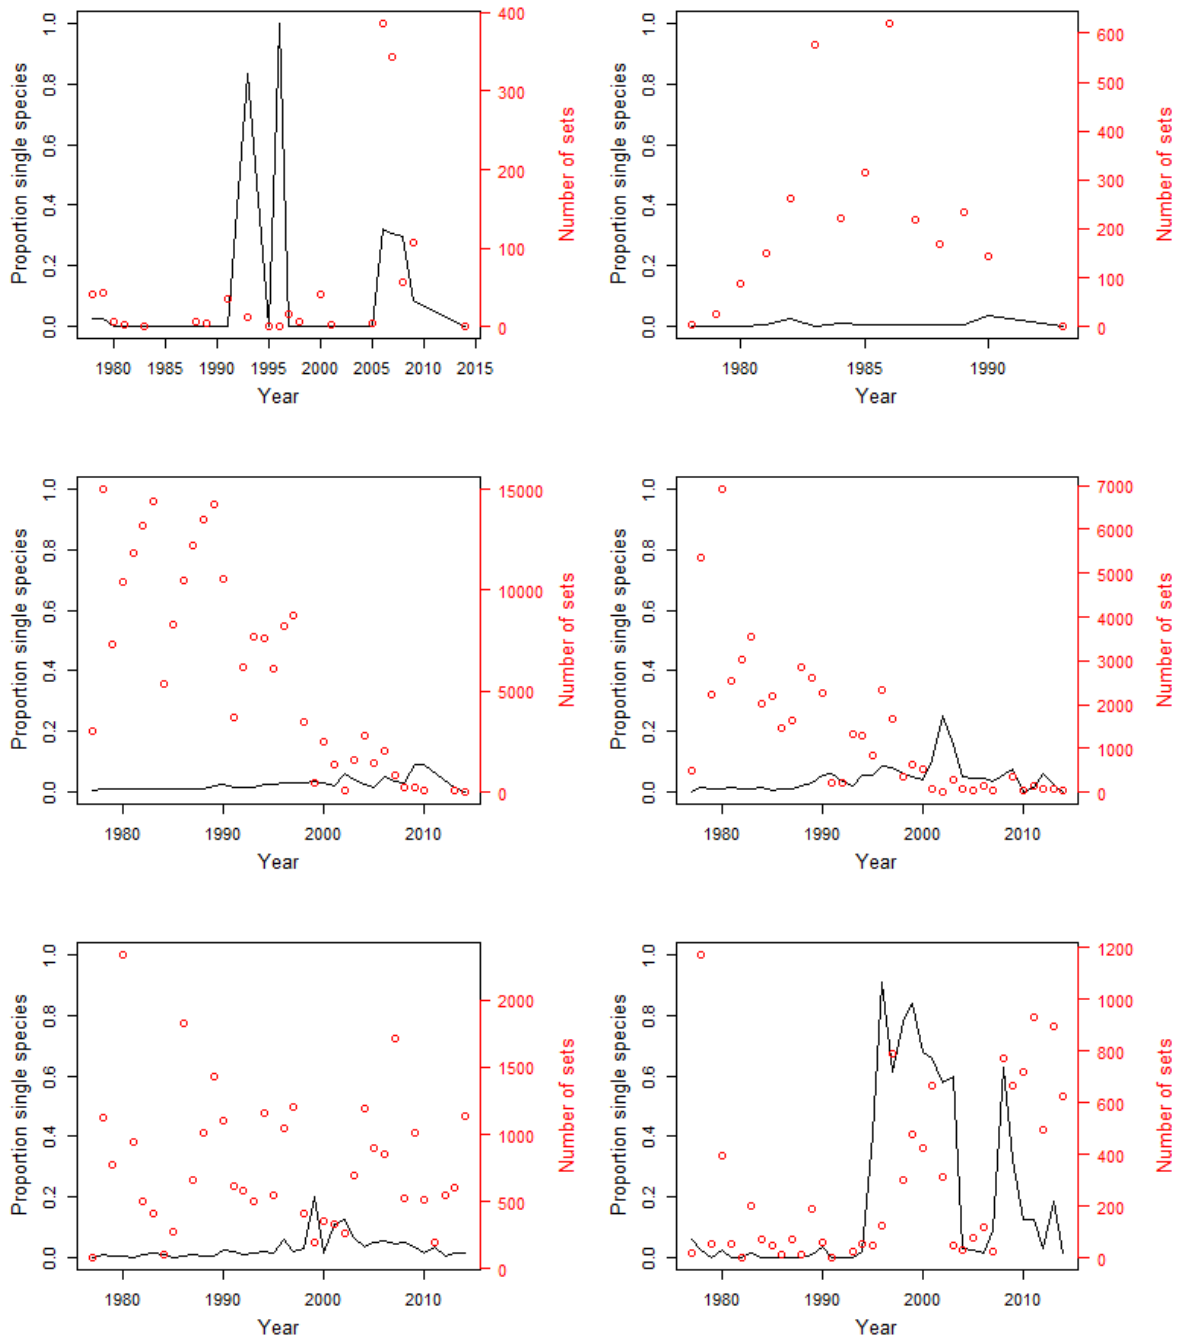 Proportion single species
0.0 0.2 0.4 0.6 0.8 1.0
1980 1985 1990 1995 2000 2005 2010 2015
Year
0 100 200 300 400
Number of sets
Proportion single species
0.0 0.2 0.4 0.6 0.8 1.0
1980 1985 1990
Year
0 100 200 300 400 500 600
Number of sets
Proportion single species
0.0 0.2 0.4 0.6 0.8 1.0
1980 1990 2000 2010
Year
0 5000 10000 15000
Number of sets
Proportion single species
0.0 0.2 0.4 0.6 0.8 1.0
1980 1990 2000 2010
Year
0 1000 2000 3000 4000 5000 6000 7000
Number of sets
Proportion single species
0.0 0.2 0.4 0.6 0.8 1.0
1980 1990 2000 2010
Year
0 500 1000 1500 2000
Number of sets
Proportion single species
0.0 0.2 0.4 0.6 0.8 1.0
1980 1990 2000 2010
Year
0 200 400 600 800 1000 1200
Number of sets